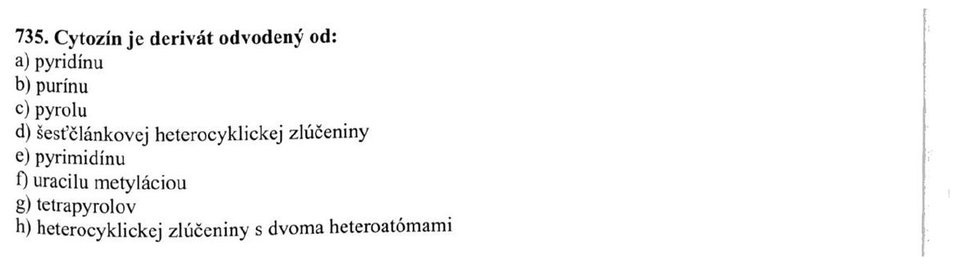 735. Cytozín je derivát odvodený od:
a) pyridínu
b) purínu
c) pyrolu
d) šesťčlánkovej heterocyklickej zlúčeniny
e) pyrimidínu
f) uracilu metyláciou
g) tetrapyrolov
h) heterocyklickej zlúčeniny s dvoma heteroatómami